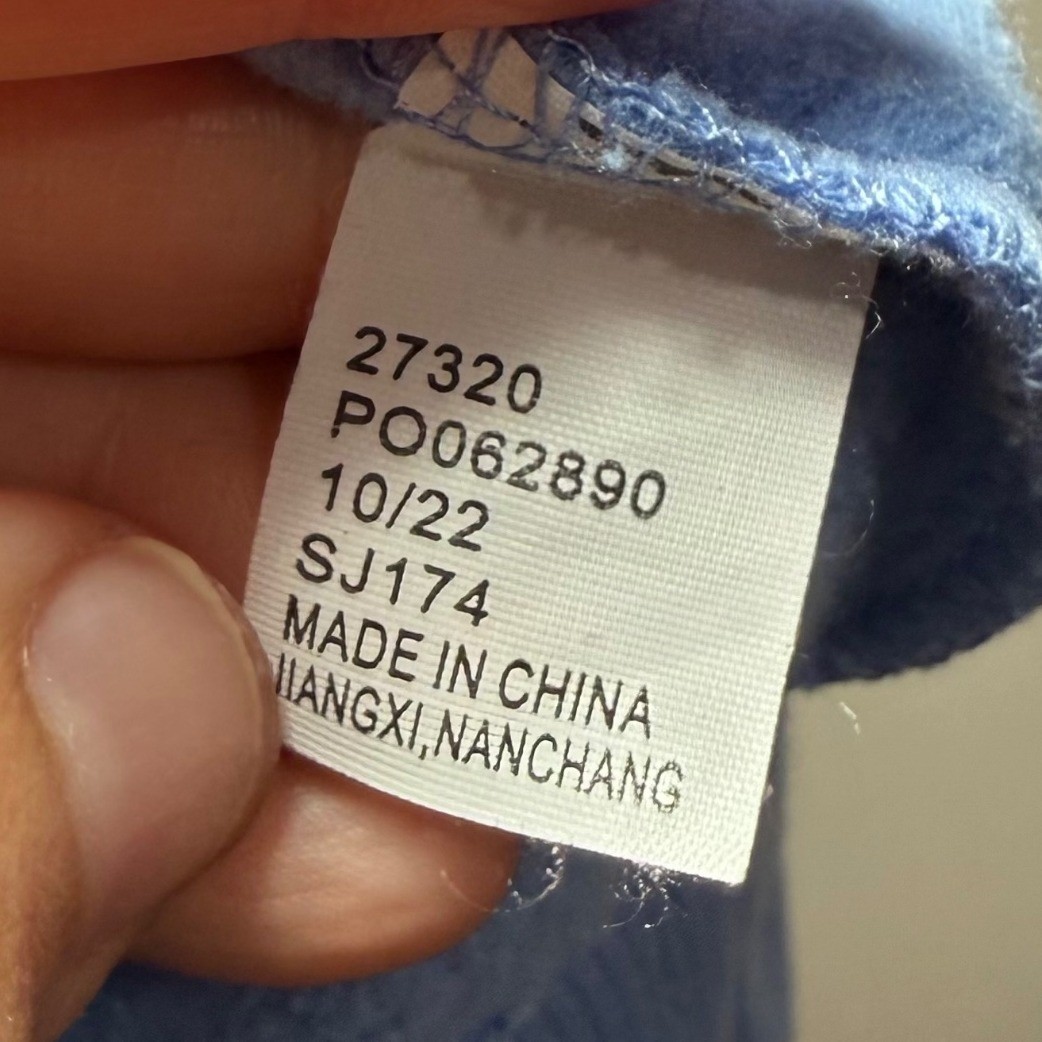 27320
PO062890
10/22
SJ174
MADE IN CHINA
JIANGXI,NANCHANG